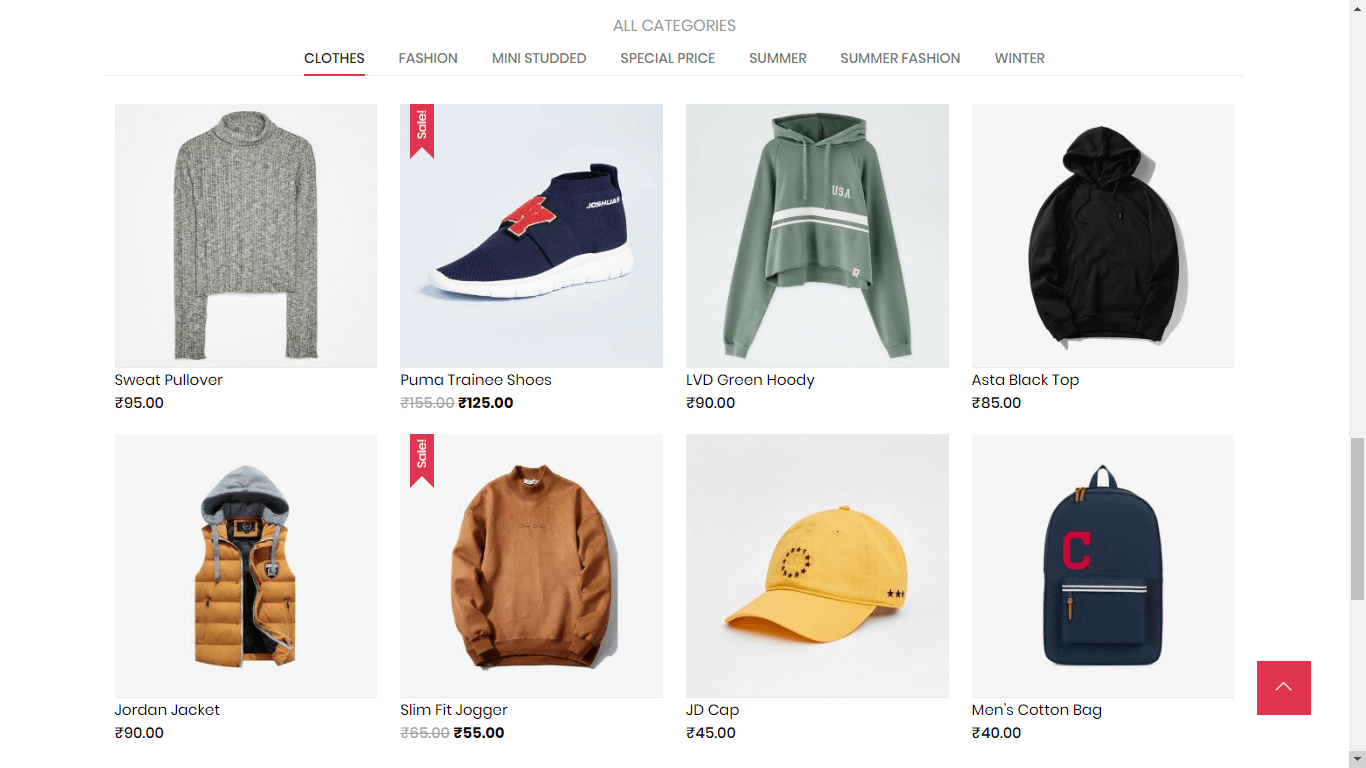 ALL CATEGORIES
CLOTHES FASHION MINI STUDDED SPECIAL PRICE SUMMER SUMMER FASHION WINTER
Sale!
JOSHUAS
USA
Sweat Pullover Puma Trainee Shoes LVD Green Hoody Asta Black Top
₹95.00 ₹155.00 ₹125.00 ₹90.00 ₹85.00
Sale!
C
Jordan Jacket Slim Fit Jogger JD Cap Men's Cotton Bag
₹90.00 ₹65.00 ₹55.00 ₹45.00 ₹40.00